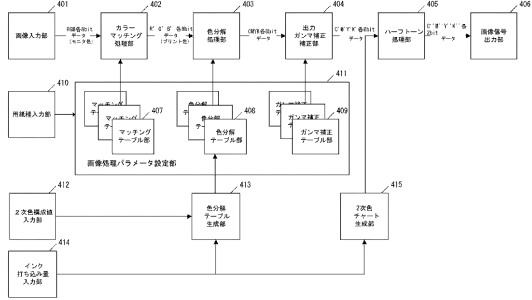 401
402
403
404
405
406
画像入力部
RGB各8bit
データ
(モニタ色)
カラー
マッチング
処理部
R' G' B' 各8bit
データ
(プリント色)
色分解
処理部
CMYK各8bit
データ
出力
ガンマ補正
補正部
C' M' Y' K' 各8bit
データ
ハーフトーン
処理部
各2bit
データ
画像信号
出力部
410
用紙種入力部
411
マッチング
テーブル部
407
色分解
テーブル部
408
ガンマ補正
テーブル部
409
画像処理パラメータ設定部
412
2次色構成値
入力部
413
色分解
テーブル
生成部
415
2次色
チャート
生成部
414
インク
打ち込み量
入力部